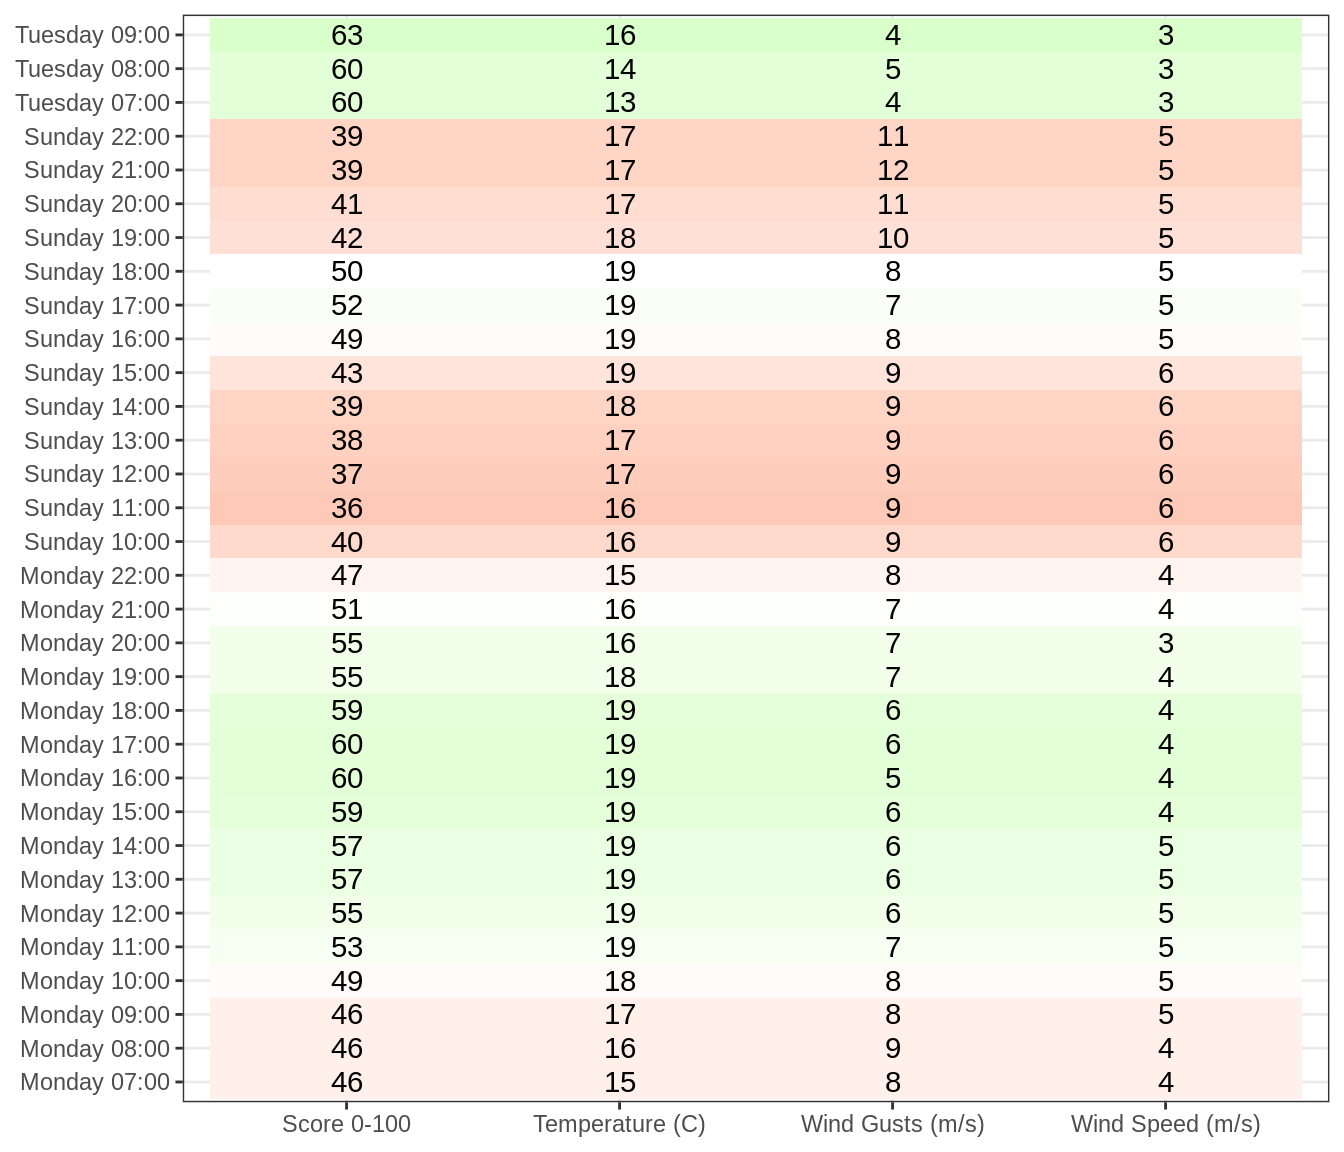 Tuesday 09:00 63 16 4 3
Tuesday 08:00 60 14 5 3
Tuesday 07:00 60 13 4 3
Sunday 22:00 39 17 11 5
Sunday 21:00 39 17 12 5
Sunday 20:00 41 17 11 5
Sunday 19:00 42 18 10 5
Sunday 18:00 50 19 8 5
Sunday 17:00 52 19 7 5
Sunday 16:00 49 19 8 5
Sunday 15:00 43 19 9 6
Sunday 14:00 39 18 9 6
Sunday 13:00 38 17 9 6
Sunday 12:00 37 17 9 6
Sunday 11:00 36 16 9 6
Sunday 10:00 40 16 9 6
Monday 22:00 47 15 8 4
Monday 21:00 51 16 7 4
Monday 20:00 55 16 7 3
Monday 19:00 55 18 7 4
Monday 18:00 59 19 6 4
Monday 17:00 60 19 6 4
Monday 16:00 60 19 5 4
Monday 15:00 59 19 6 4
Monday 14:00 57 19 6 5
Monday 13:00 57 19 6 5
Monday 12:00 55 19 6 5
Monday 11:00 53 19 7 5
Monday 10:00 49 18 8 5
Monday 09:00 46 17 8 5
Monday 08:00 46 16 9 4
Monday 07:00 46 15 8 4
Score 0-100 Temperature (C) Wind Gusts (m/s) Wind Speed (m/s)